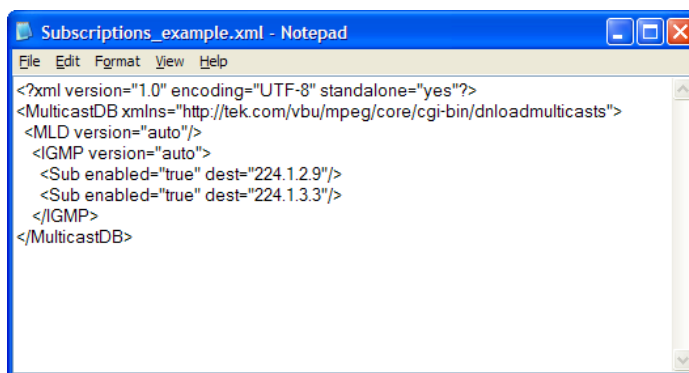 Subscriptions_example.xml - Notepad
File Edit Format View Help
<?xml version="1.0" encoding="UTF-8" standalone="yes"?>
<MulticastDB xmlns="http://tek.com/vbu/mpeg/core/cgi-bin/dnloadmulticasts">
<MLD version="auto"/>
<IGMP version="auto">
<Sub enabled="true" dest="224.1.2.9"/>
<Sub enabled="true" dest="224.1.3.3"/>
</IGMP>
</MulticastDB>